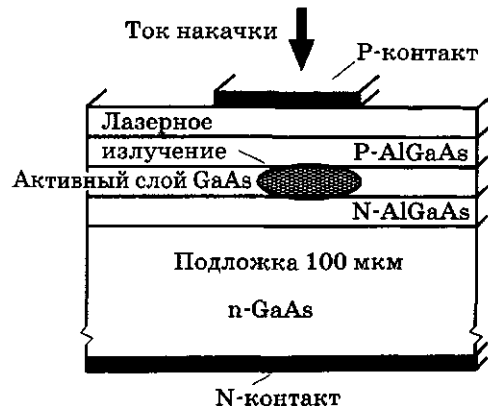 Ток накачки
P-контакт
Лазерное
излучение
P-AlGaAs
Активный слой GaAs
N-AlGaAs
Подложка 100 мкм
n-GaAs
N-контакт